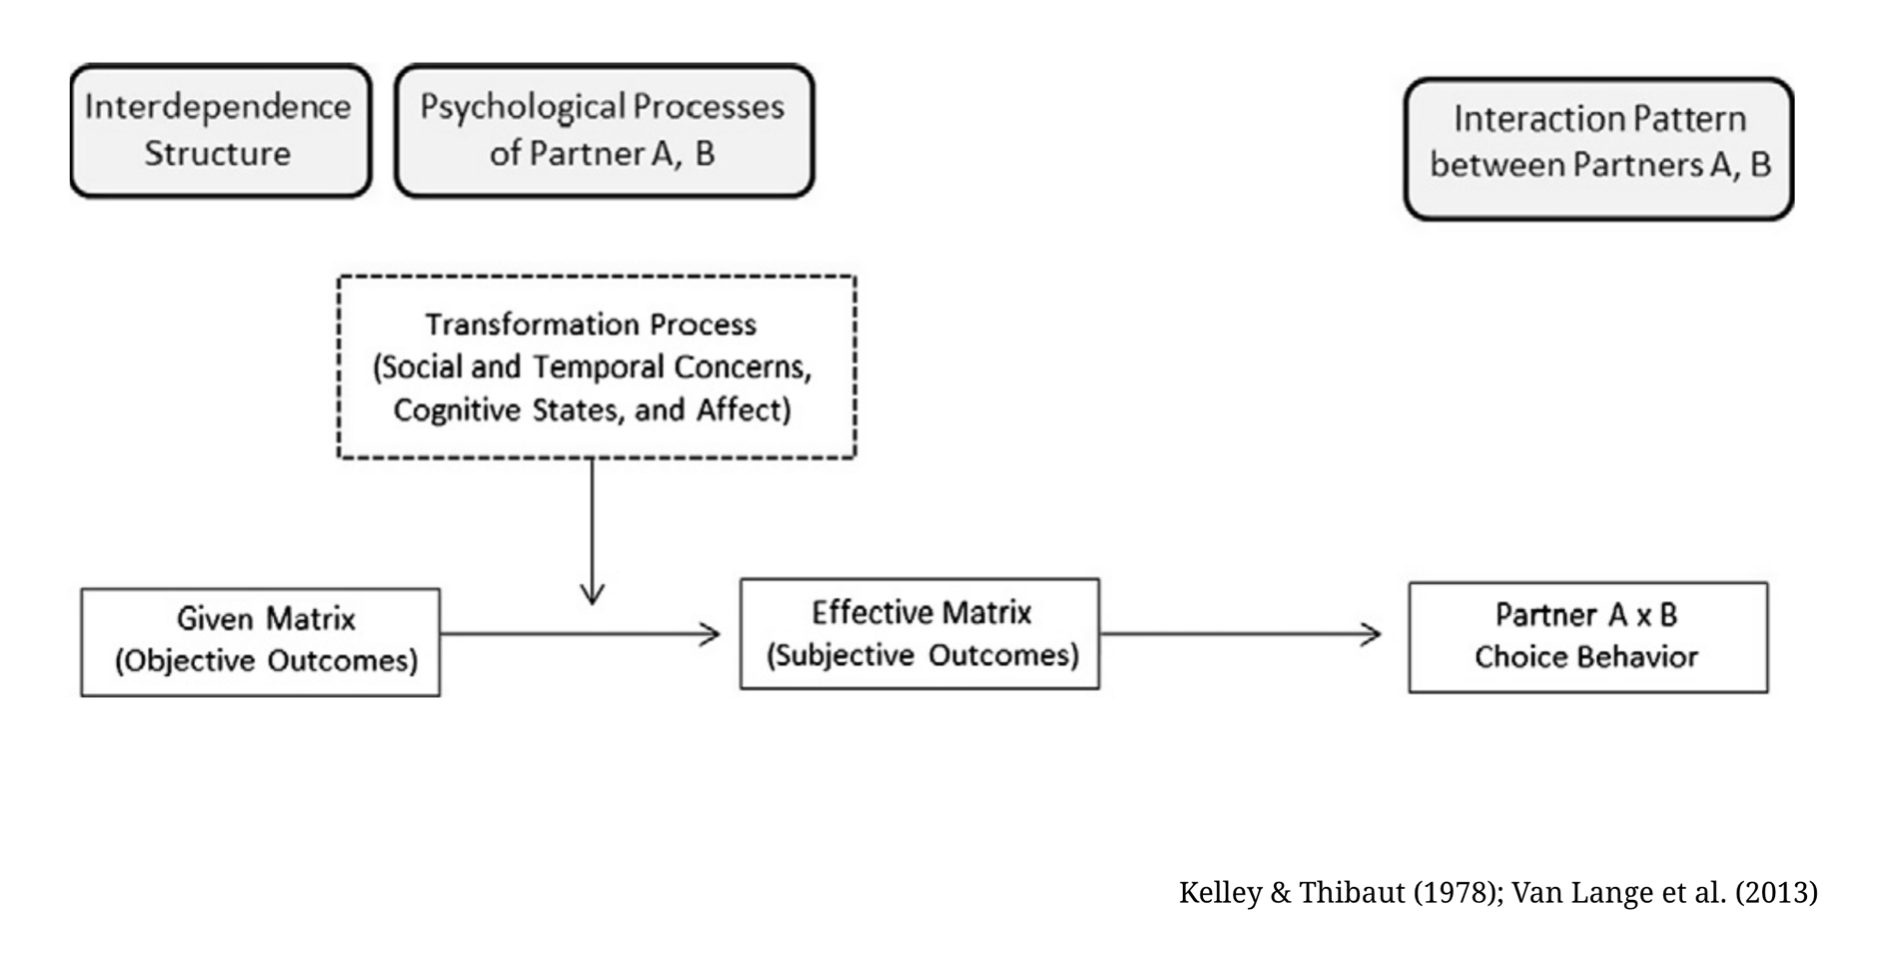 Interdependence
Structure
Psychological Processes
of Partner A, B
Interaction Pattern
between Partners A, B
Transformation Process
(Social and Temporal Concerns,
Cognitive States, and Affect)
Given Matrix
(Objective Outcomes)
Effective Matrix
(Subjective Outcomes)
Partner A x B
Choice Behavior
Kelley & Thibaut (1978); Van Lange et al. (2013)